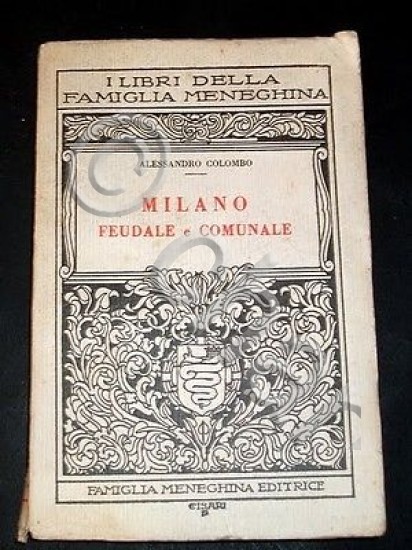 I LIBRI DELLA
FAMIGLIA MENEGHINA
ALESSANDRO COLOMBO
MILANO
FEUDALE e COMUNALE
FAMIGLIA MENEGHINA EDITRICE